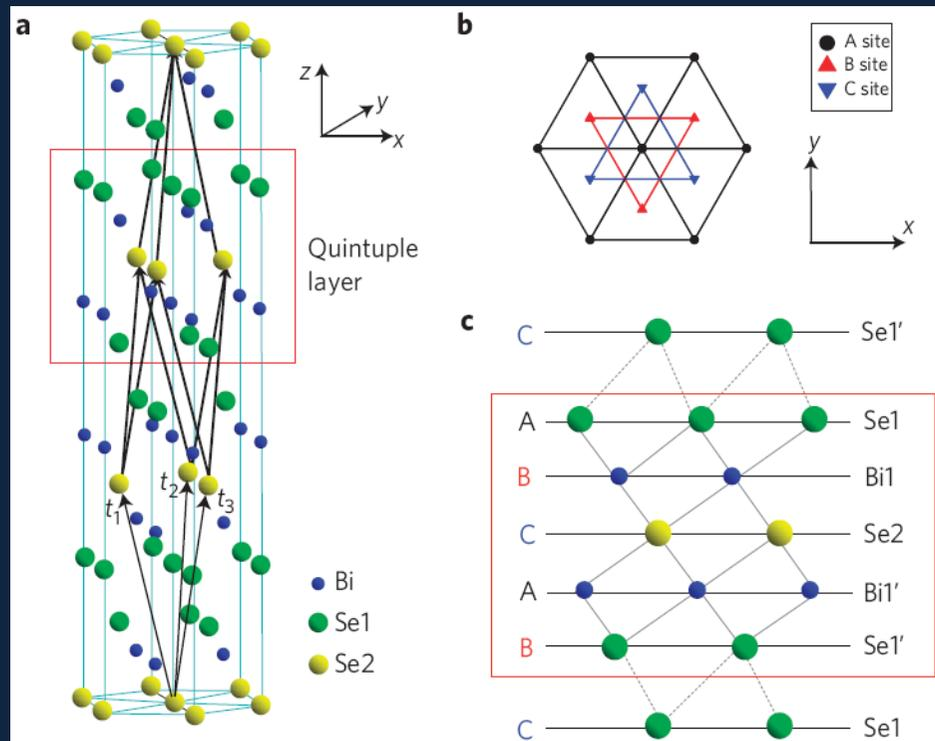 a
z
y
x
Quintuple
layer
t1
t2
t3
Bi
Se1
Se2
b
A site
B site
C site
y
x
c
C Se1′
A Se1
B Bi1
C Se2
A Bi1′
B Se1′
C Se1